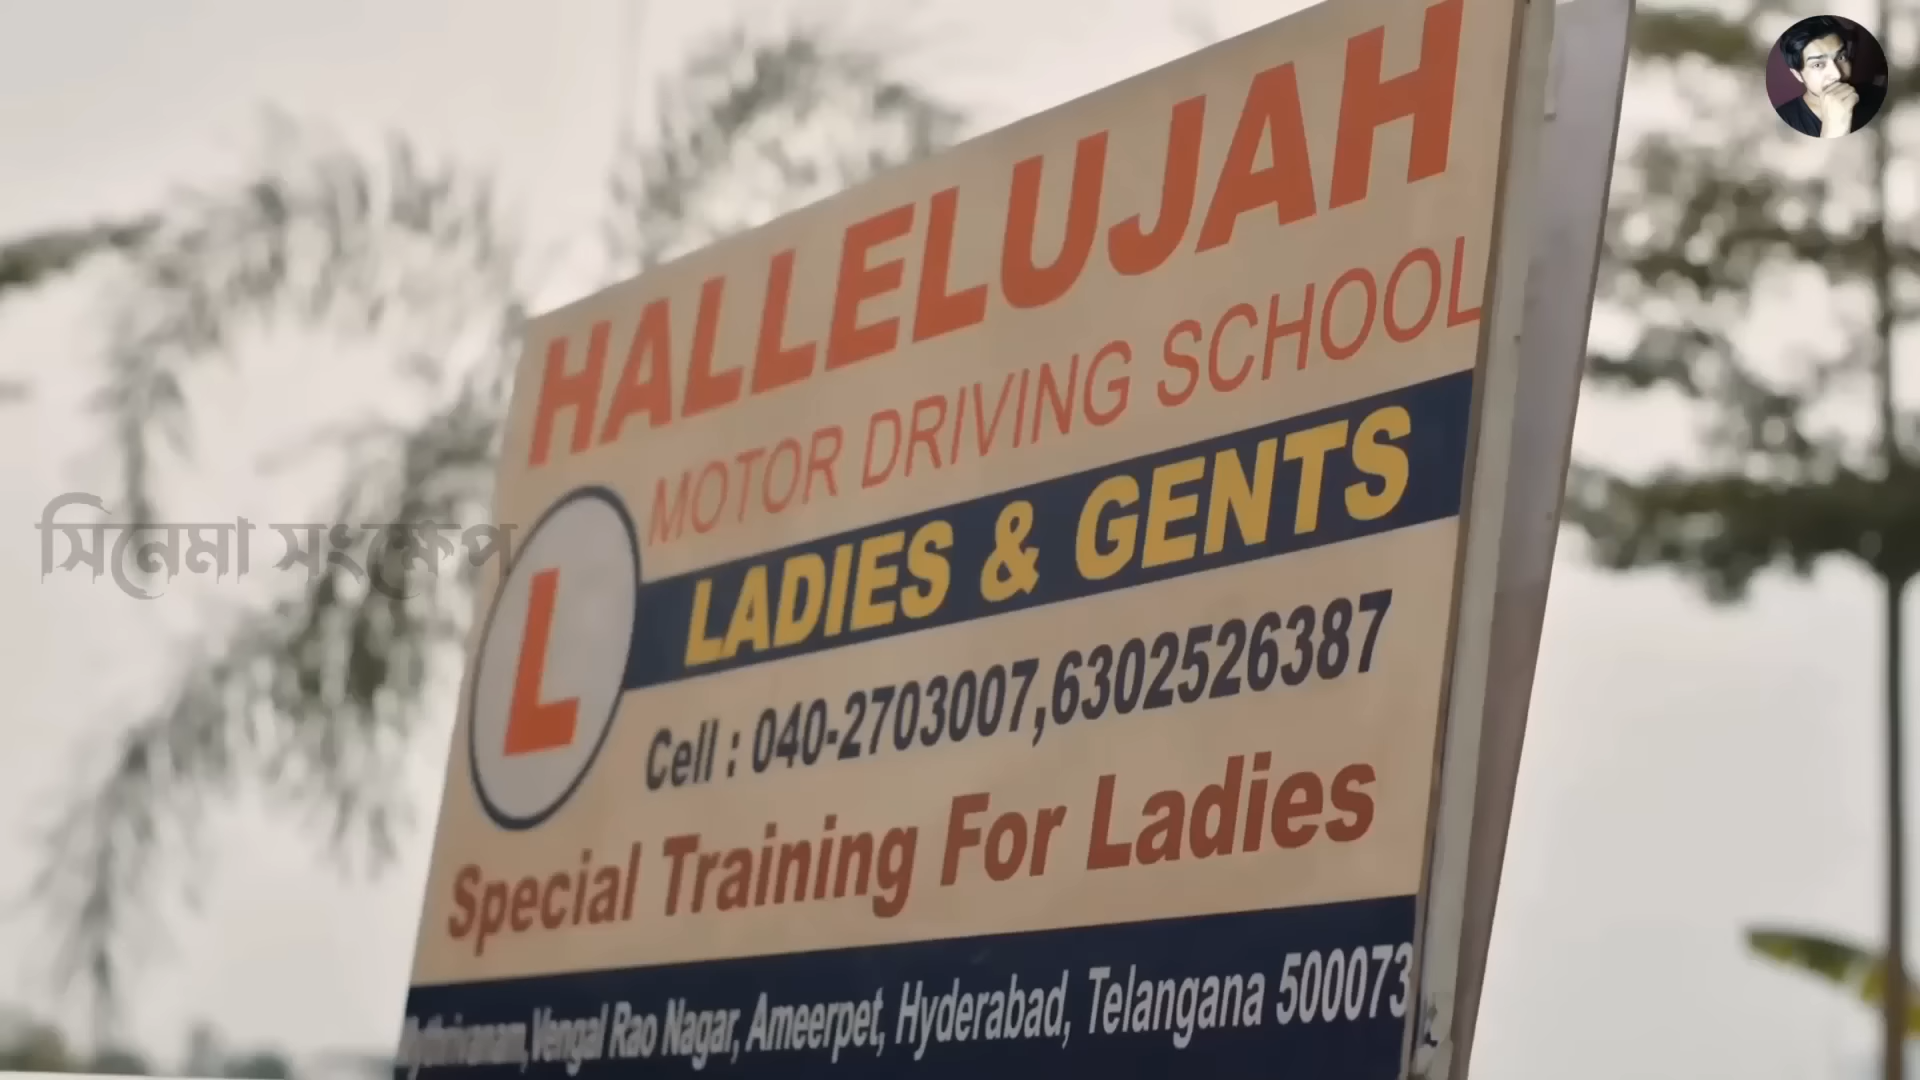 HALLELUJAH
MOTOR DRIVING SCHOOL
LADIES & GENTS
L
Cell : 040-2703007,6302526387
Special Training For Ladies
Mythrivanam, Vengal Rao Nagar, Ameerpet, Hyderabad, Telangana 500073
সিনেমা সংক্ষেপ